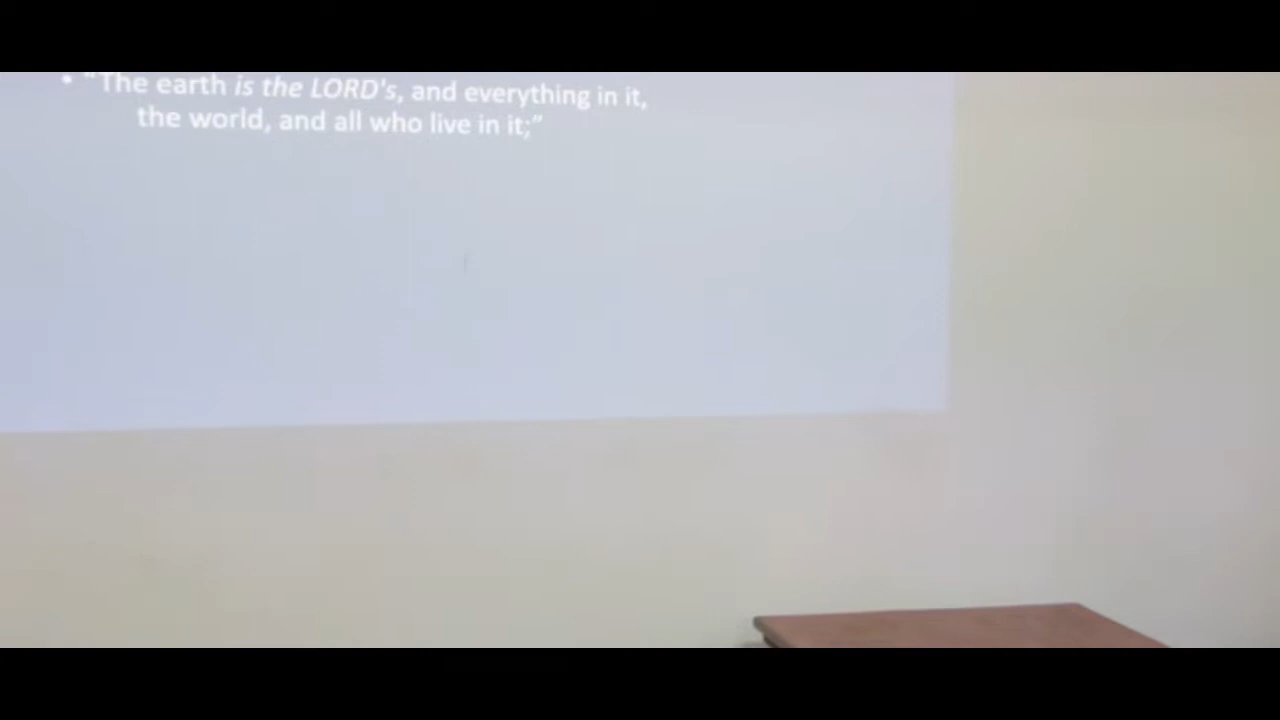 • "The earth is the LORD's, and everything in it,
the world, and all who live in it;”